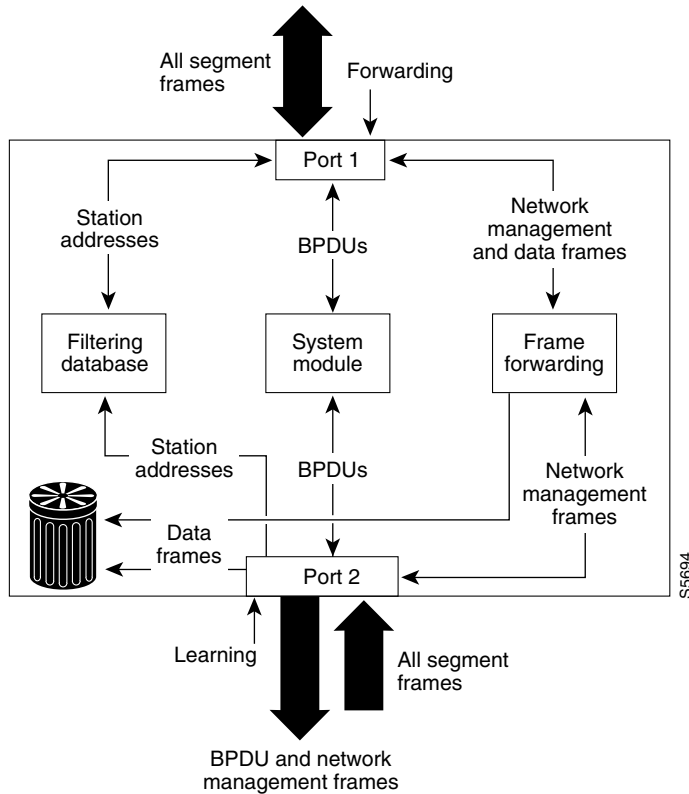 All segment
frames
Forwarding
Port 1
Station
addresses
BPDUs
Network
management
and data frames
Filtering
database
System
module
Frame
forwarding
Station
addresses
BPDUs
Network
management
frames
Data
frames
Port 2
S5694
Learning
All segment
frames
BPDU and network
management frames